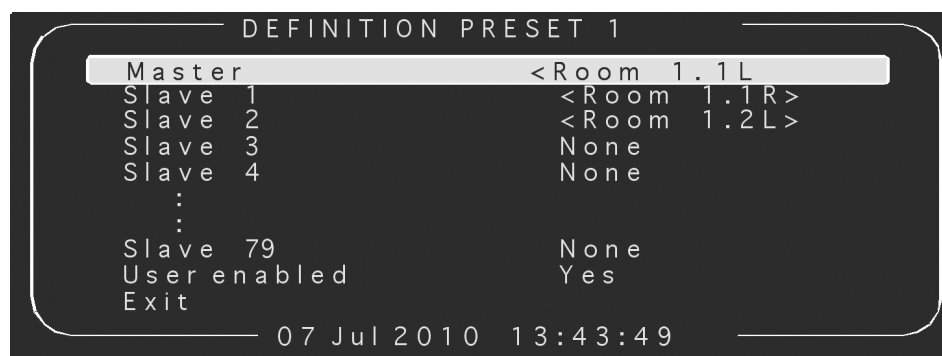 DEFINITION PRESET 1
Master <Room 1.1L
Slave 1 <Room 1.1R>
Slave 2 <Room 1.2L>
Slave 3 None
Slave 4 None
:
:
Slave 79 None
User enabled Yes
Exit
07 Jul 2010 13:43:49